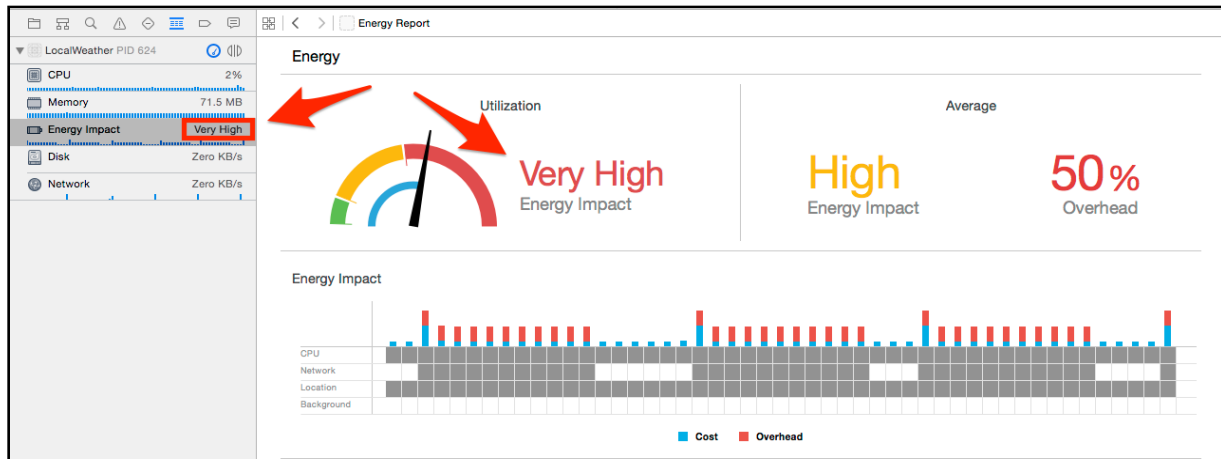 Energy Report
LocalWeather PID 624
CPU 2%
Memory 71.5 MB
Energy Impact Very High
Disk Zero KB/s
Network Zero KB/s
Energy
Utilization
Very High
Energy Impact
Average
High
Energy Impact
50%
Overhead
Energy Impact
CPU
Network
Location
Background
Cost Overhead